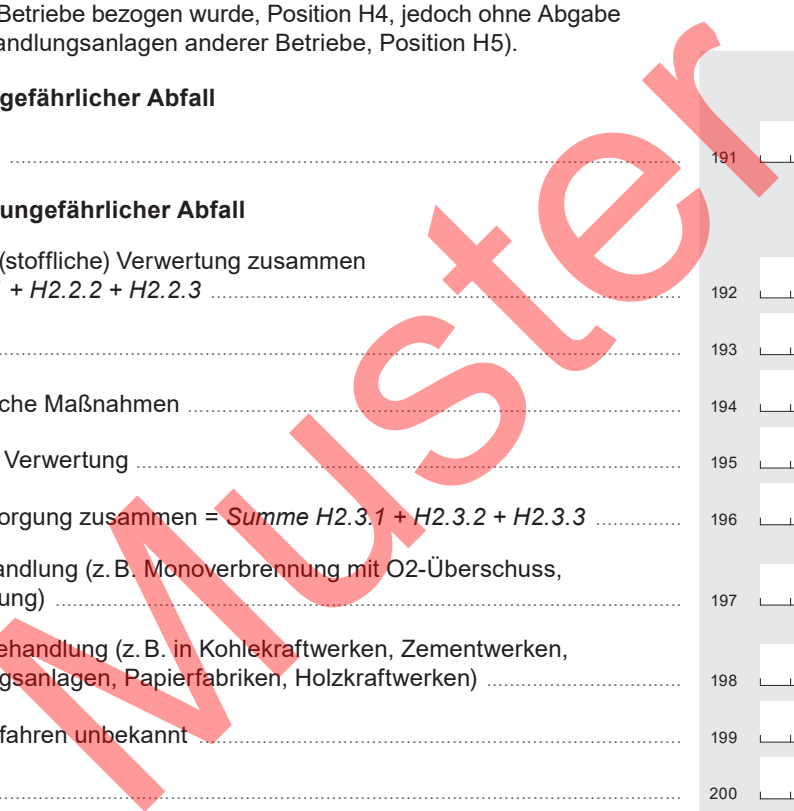 Betriebe bezogen wurde, Position H4, jedoch ohne Abgabe
andlungsanlagen anderer Betriebe, Position H5).
gefährlicher Abfall
191
ungefährlicher Abfall
(stoffliche) Verwertung zusammen
+ H2.2.2 + H2.2.3
192
193
che Maßnahmen
194
Verwertung
195
orgung zusammen = Summe H2.3.1 + H2.3.2 + H2.3.3
196
andlung (z. B. Monoverbrennung mit O2-Überschuss,
ung)
197
ehandlung (z. B. in Kohlekraftwerken, Zementwerken,
gsanlagen, Papierfabriken, Holzkraftwerken)
198
fahren unbekannt
199
200
Muster